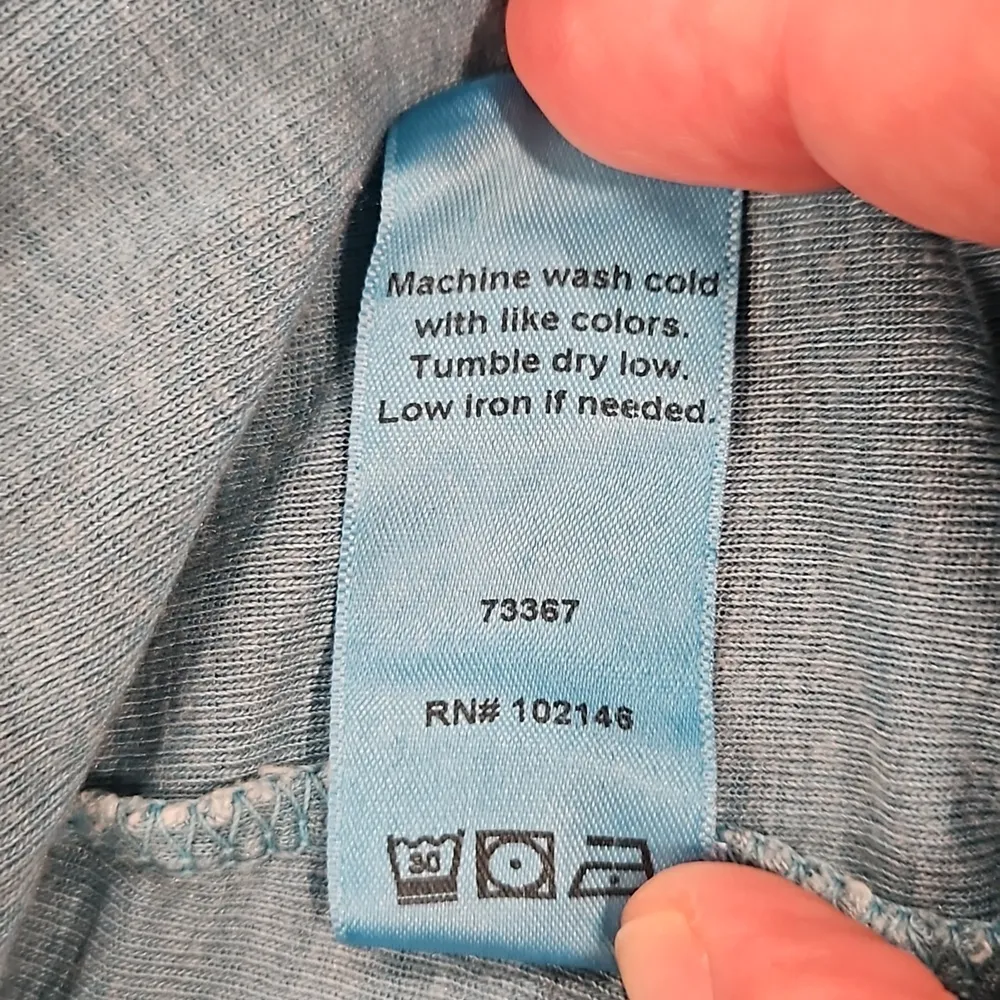 Machine wash cold
with like colors.
Tumble dry low.
Low iron if needed.
73367
RN# 102146
30